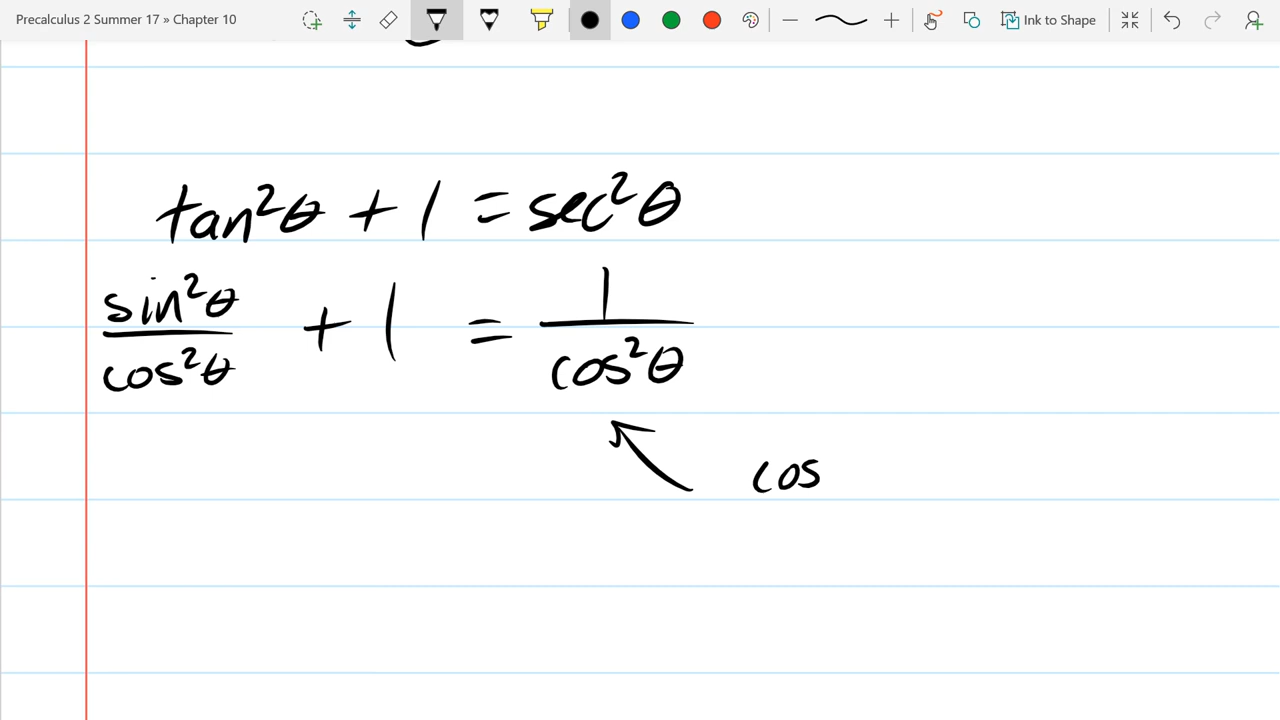 Precalculus 2 Summer 17 » Chapter 10
Ink to Shape
tan²θ + 1 = sec²θ
sin²θ/cos²θ + 1 = 1/cos²θ
cos